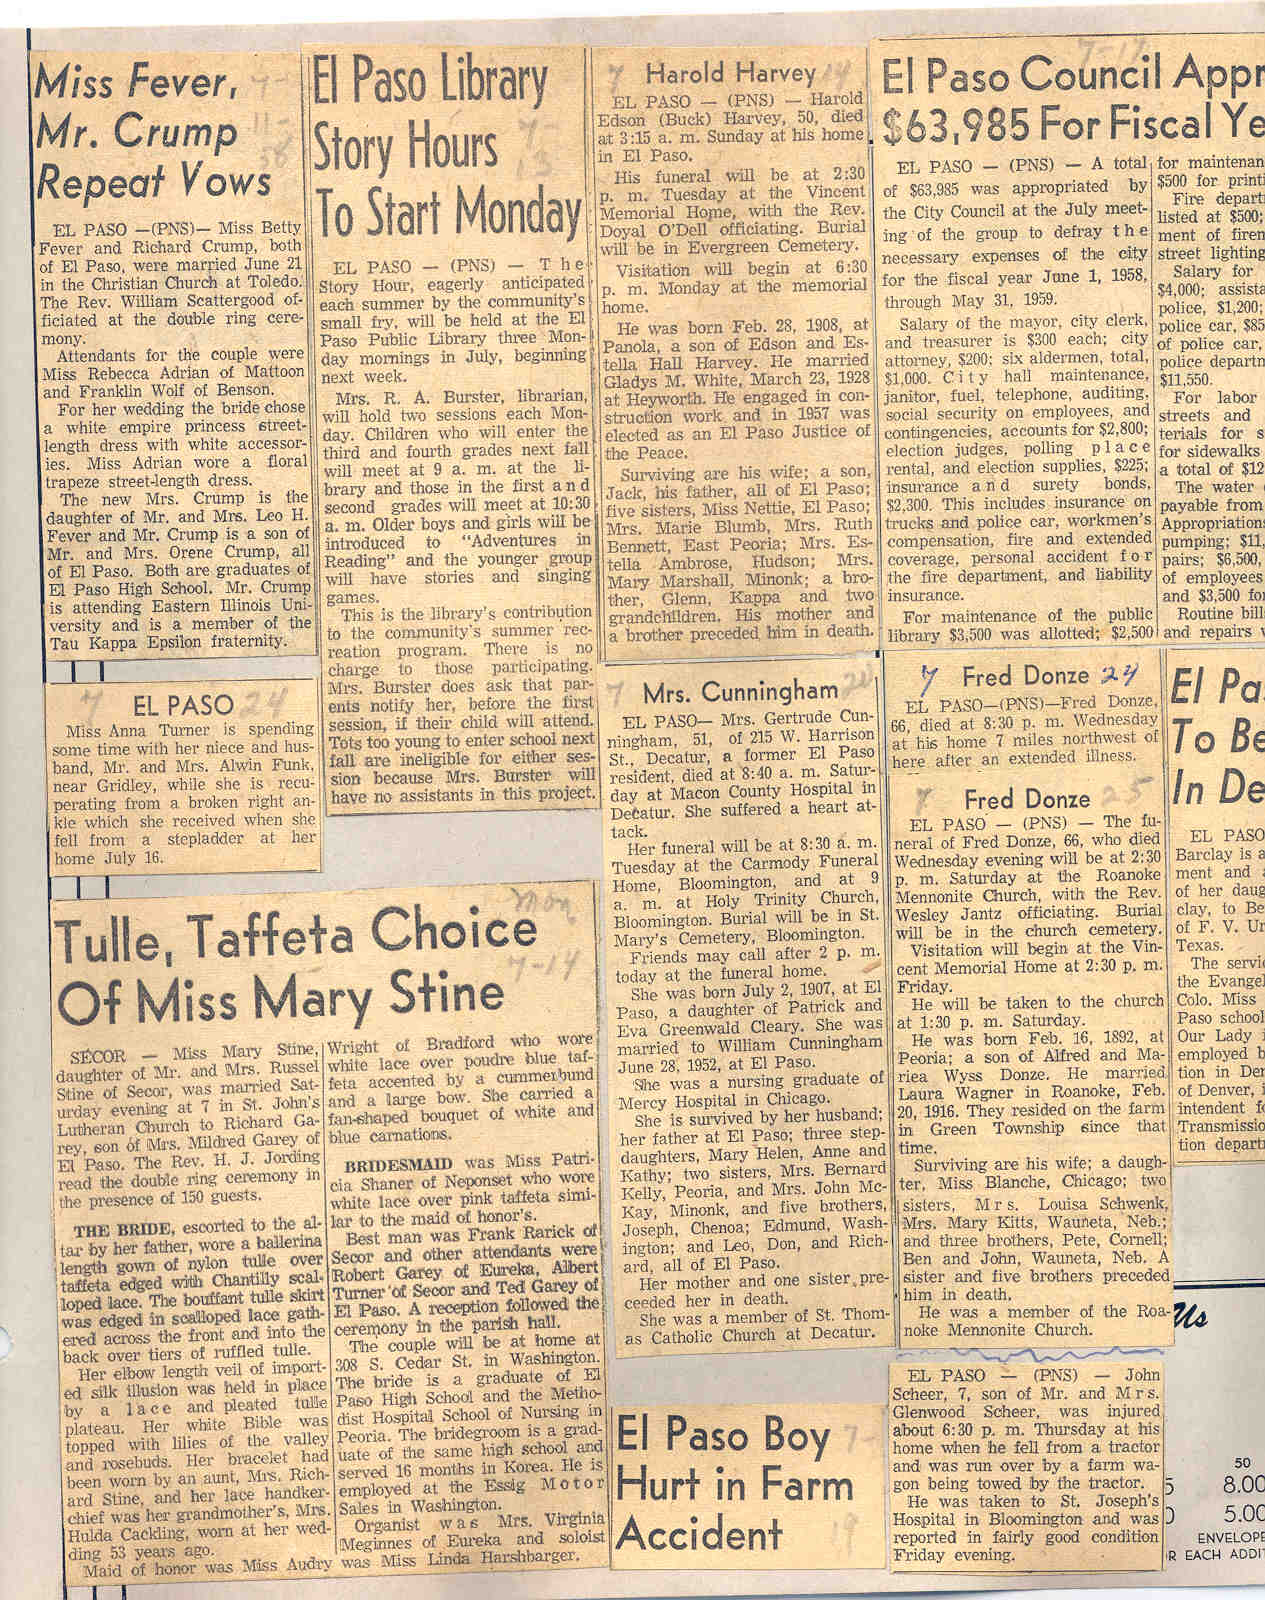 Miss Fever,
Mr. Crump
Repeat Vows
7-
11-
58
EL PASO —(PNS)— Miss Betty
Fever and Richard Crump, both
of El Paso, were married June 21
in the Christian Church at Toledo.
The Rev. William Scattergood of-
ficiated at the double ring cere-
mony.
Attendants for the couple were
Miss Rebecca Adrian of Mattoon
and Franklin Wolf of Benson.
For her wedding the bride chose
a white empire princess street-
length dress with white accessor-
ies. Miss Adrian wore a floral
trapeze street-length dress.
The new Mrs. Crump is the
daughter of Mr. and Mrs. Leo H.
Fever and Mr. Crump is a son of
Mr. and Mrs. Orene Crump, all
of El Paso. Both are graduates of
El Paso High School. Mr. Crump
is attending Eastern Illinois Uni-
versity and is a member of the
Tau Kappa Epsilon fraternity.
7 EL PASO 24
Miss Anna Turner is spending
some time with her niece and hus-
band, Mr. and Mrs. Alwin Funk,
near Gridley, while she is recu-
perating from a broken right an-
kle which she received when she
fell from a stepladder at her
home July 16.
El Paso Library
Story Hours
To Start Monday
7-
13
EL PASO — (PNS) — The
Story Hour, eagerly anticipated
each summer by the community's
small fry, will be held at the El
Paso Public Library three Mon-
day mornings in July, beginning
next week.
Mrs. R. A. Burster, librarian,
will hold two sessions each Mon-
day. Children who will enter the
third and fourth grades next fall
will meet at 9 a. m. at the li-
brary and those in the first and
second grades will meet at 10:30
a. m. Older boys and girls will be
introduced to "Adventures in
Reading" and the younger group
will have stories and singing
games.
This is the library's contribution
to the community's summer rec-
reation program. There is no
charge to those participating.
Mrs. Burster does ask that par-
ents notify her, before the first
session, if their child will attend.
Tots too young to enter school next
fall are ineligible for either ses-
sion because Mrs. Burster will
have no assistants in this project.
Mon
7-14
Tulle, Taffeta Choice
Of Miss Mary Stine
SECOR — Miss Mary Stine,
daughter of Mr. and Mrs. Russel
Stine of Secor, was married Sat-
urday evening at 7 in St. John's
Lutheran Church to Richard Ga-
rey, son of Mrs. Mildred Garey of
El Paso. The Rev. H. J. Jording
read the double ring ceremony in
the presence of 150 guests.
THE BRIDE, escorted to the al-
tar by her father, wore a ballerina
length gown of nylon tulle over
taffeta edged with Chantilly scal-
loped lace. The bouffant tulle skirt
was edged in scalloped lace gath-
ered across the front and into the
back over tiers of ruffled tulle.
Her elbow length veil of import-
ed silk illusion was held in place
by a lace and pleated tulle
plateau. Her white Bible was
topped with lilies of the valley
and rosebuds. Her bracelet had
been worn by an aunt, Mrs. Rich-
ard Stine, and her lace handker-
chief was her grandmother's, Mrs.
Hulda Cackling, worn at her wed-
ding 53 years ago.
Maid of honor was Miss Audry
Wright of Bradford who wore
white lace over poudre blue taf-
feta accented by a cummerbund
and a large bow. She carried a
fan-shaped bouquet of white and
blue carnations.
BRIDESMAID was Miss Patri-
cia Shaner of Neponset who wore
white lace over pink taffeta simi-
lar to the maid of honor's.
Best man was Frank Rarick of
Secor and other attendants were
Robert Garey of Eureka, Albert
Turner of Secor and Ted Garey of
El Paso. A reception followed the
ceremony in the parish hall.
The couple will be at home at
308 S. Cedar St. in Washington.
The bride is a graduate of El
Paso High School and the Metho-
dist Hospital School of Nursing in
Peoria. The bridegroom is a grad-
uate of the same high school and
served 16 months in Korea. He is
employed at the Essig Motor
Sales in Washington.
Organist was Mrs. Virginia
Meginnes of Eureka and soloist
was Miss Linda Harshbarger.
7 Harold Harvey 14
EL PASO — (PNS) — Harold
Edson (Buck) Harvey, 50, died
at 3:15 a. m. Sunday at his home
in El Paso.
His funeral will be at 2:30
p. m. Tuesday at the Vincent
Memorial Home, with the Rev.
Doyal O'Dell officiating. Burial
will be in Evergreen Cemetery.
Visitation will begin at 6:30
p. m. Monday at the memorial
home.
He was born Feb. 28, 1908, at
Panola, a son of Edson and Es-
tella Hall Harvey. He married
Gladys M. White, March 23, 1928
at Heyworth. He engaged in con-
struction work and in 1957 was
elected as an El Paso Justice of
the Peace.
Surviving are his wife; a son,
Jack, his father, all of El Paso;
five sisters, Miss Nettie, El Paso;
Mrs. Marie Blumb, Mrs. Ruth
Bennett, East Peoria; Mrs. Es-
tella Ambrose, Hudson; Mrs.
Mary Marshall, Minonk; a bro-
ther, Glenn, Kappa and two
grandchildren. His mother and
a brother preceded him in death.
7 Mrs. Cunningham
EL PASO— Mrs. Gertrude Cun-
ningham, 51, of 215 W. Harrison
St., Decatur, a former El Paso
resident, died at 8:40 a. m. Satur-
day at Macon County Hospital in
Decatur. She suffered a heart at-
tack.
Her funeral will be at 8:30 a. m.
Tuesday at the Carmody Funeral
Home, Bloomington, and at 9
a. m. at Holy Trinity Church,
Bloomington. Burial will be in St.
Mary's Cemetery, Bloomington.
Friends may call after 2 p. m.
today at the funeral home.
She was born July 2, 1907, at El
Paso, a daughter of Patrick and
Eva Greenwald Cleary. She was
married to William Cunningham
June 28, 1952, at El Paso.
She was a nursing graduate of
Mercy Hospital in Chicago.
She is survived by her husband;
her father at El Paso; three step-
daughters, Mary Helen, Anne and
Kathy; two sisters, Mrs. Bernard
Kelly, Peoria, and Mrs. John Mc-
Kay, Minonk, and five brothers,
Joseph, Chenoa; Edmund, Wash-
ington; and Leo, Don, and Rich-
ard, all of El Paso.
Her mother and one sister pre-
ceeded her in death.
She was a member of St. Thom-
as Catholic Church at Decatur.
El Paso Boy
Hurt in Farm
Accident
7-
19
7-17
El Paso Council Appr
$63,985 For Fiscal Ye
EL PASO — (PNS) — A total
of $63,985 was appropriated by
the City Council at the July meet-
ing of the group to defray the
necessary expenses of the city
for the fiscal year June 1, 1958,
through May 31, 1959.
Salary of the mayor, city clerk,
and treasurer is $300 each; city
attorney, $200; six aldermen, total,
$1,000. City hall maintenance,
janitor, fuel, telephone, auditing,
social security on employees, and
contingencies, accounts for $2,800;
election judges, polling place
rental, and election supplies, $225;
insurance and surety bonds,
$2,300. This includes insurance on
trucks and police car, workmen's
compensation, fire and extended
coverage, personal accident for
the fire department, and liability
insurance.
For maintenance of the public
library $3,500 was allotted; $2,500
for maintenan
$500 for printi
Fire depart
listed at $500;
ment of firem
street lighting
Salary for
$4,000; assista
police, $1,200;
police car, $85
of police car,
police departm
$11,550.
For labor
streets and
terials for s
for sidewalks
a total of $12
The water
payable from
Appropriations
pumping; $11,
pairs; $6,500,
of employees
and $3,500 for
Routine bill
and repairs w
7 Fred Donze 24
EL PASO—(PNS)—Fred Donze,
66, died at 8:30 p. m. Wednesday
at his home 7 miles northwest of
here after an extended illness.
7 Fred Donze 25
EL PASO — (PNS) — The fu-
neral of Fred Donze, 66, who died
Wednesday evening will be at 2:30
p. m. Saturday at the Roanoke
Mennonite Church, with the Rev.
Wesley Jantz officiating. Burial
will be in the church cemetery.
Visitation will begin at the Vin-
cent Memorial Home at 2:30 p. m.
Friday.
He will be taken to the church
at 1:30 p. m. Saturday.
He was born Feb. 16, 1892, at
Peoria; a son of Alfred and Ma-
riea Wyss Donze. He married
Laura Wagner in Roanoke, Feb.
20, 1916. They resided on the farm
in Green Township since that
time.
Surviving are his wife; a daugh-
ter, Miss Blanche, Chicago; two
sisters, Mrs. Louisa Schwenk,
Mrs. Mary Kitts, Wauneta, Neb.;
and three brothers, Pete, Cornell;
Ben and John, Wauneta, Neb. A
sister and five brothers preceded
him in death.
He was a member of the Roa-
noke Mennonite Church.
EL PASO — (PNS) — John
Scheer, 7, son of Mr. and Mrs.
Glenwood Scheer, was injured
about 6:30 p. m. Thursday at his
home when he fell from a tractor
and was run over by a farm wa-
gon being towed by the tractor.
He was taken to St. Joseph's
Hospital in Bloomington and was
reported in fairly good condition
Friday evening.
El Pa
To Be
In De
EL PASO
Barclay is a
ment and a
of her daug
clay, to Be
of F. V. Ur
Texas.
The servi
the Evangel
Colo. Miss
Paso school
Our Lady i
employed b
tion in Den
of Denver, i
intendent fo
Transmissio
tion depart
Us
50
5 8.00
0 5.00
ENVELOPE
R EACH ADDIT